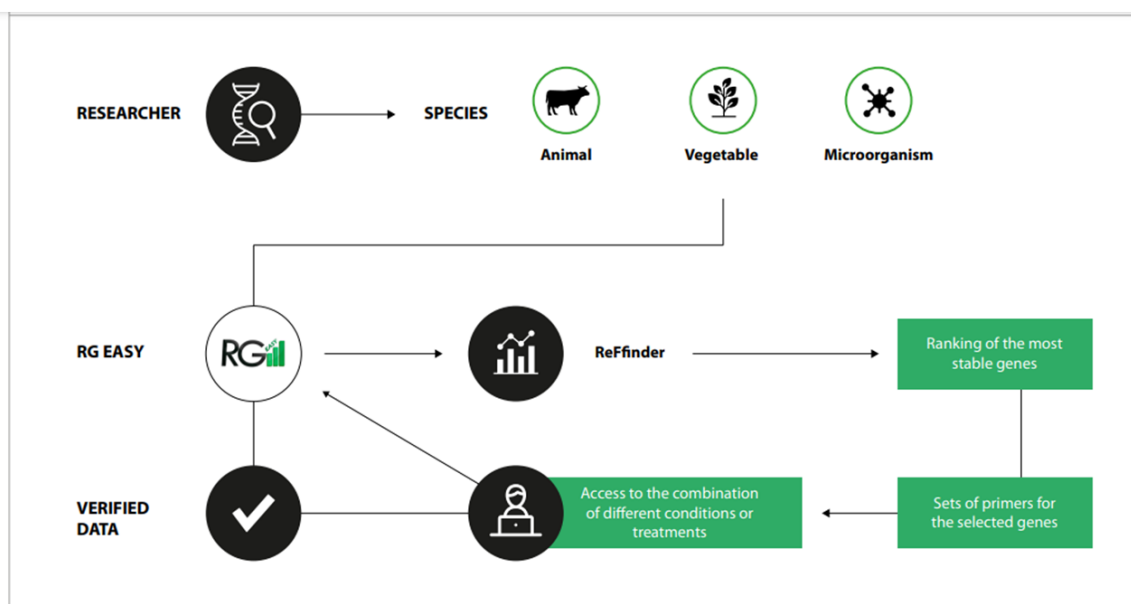 RESEARCHER
SPECIES
Animal
Vegetable
Microorganism
RG EASY
RG EASY
ReFfinder
Ranking of the most
stable genes
VERIFIED
DATA
Access to the combination
of different conditions or
treatments
Sets of primers for
the selected genes